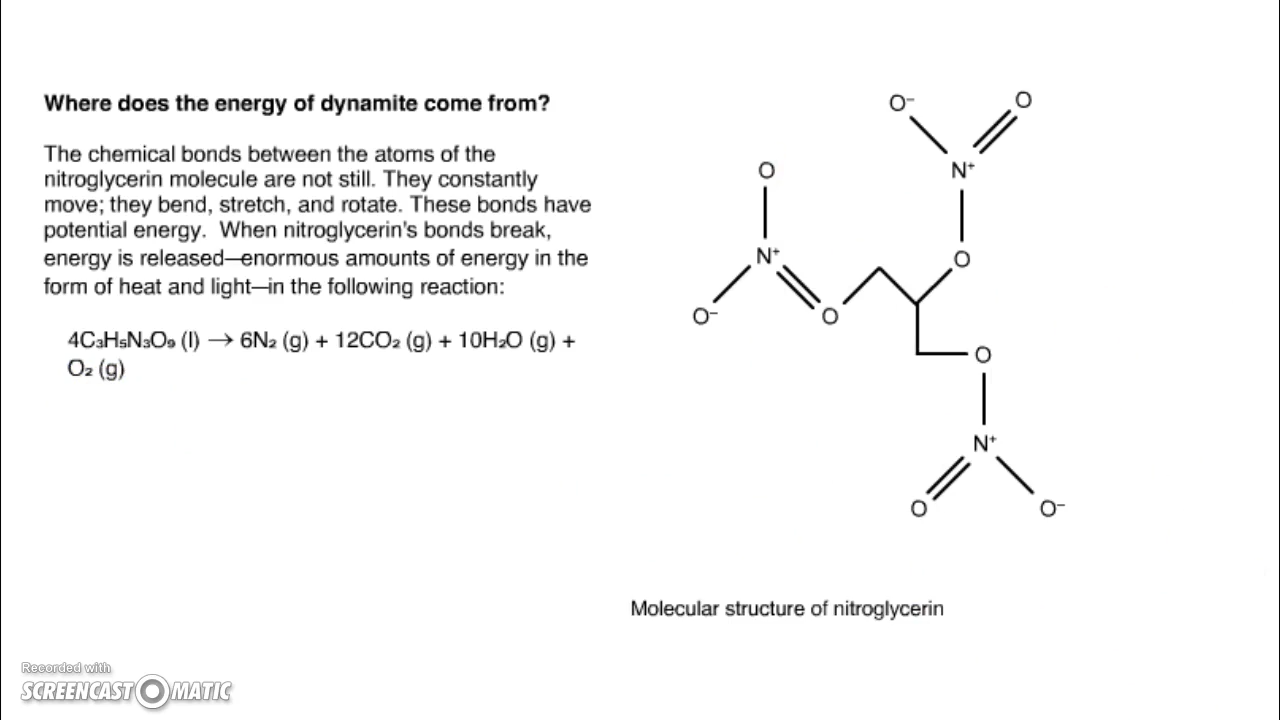 Where does the energy of dynamite come from?
The chemical bonds between the atoms of the
nitroglycerin molecule are not still. They constantly
move; they bend, stretch, and rotate. These bonds have
potential energy.  When nitroglycerin's bonds break,
energy is released—enormous amounts of energy in the
form of heat and light—in the following reaction:
4C₃H₅N₃O₉ (l) → 6N₂ (g) + 12CO₂ (g) + 10H₂O (g) +
O₂ (g)
O⁻ O
O N⁺
N⁺ O
O⁻ O
O
N⁺
O O⁻
Molecular structure of nitroglycerin
Recorded with
SCREENCAST O MATIC